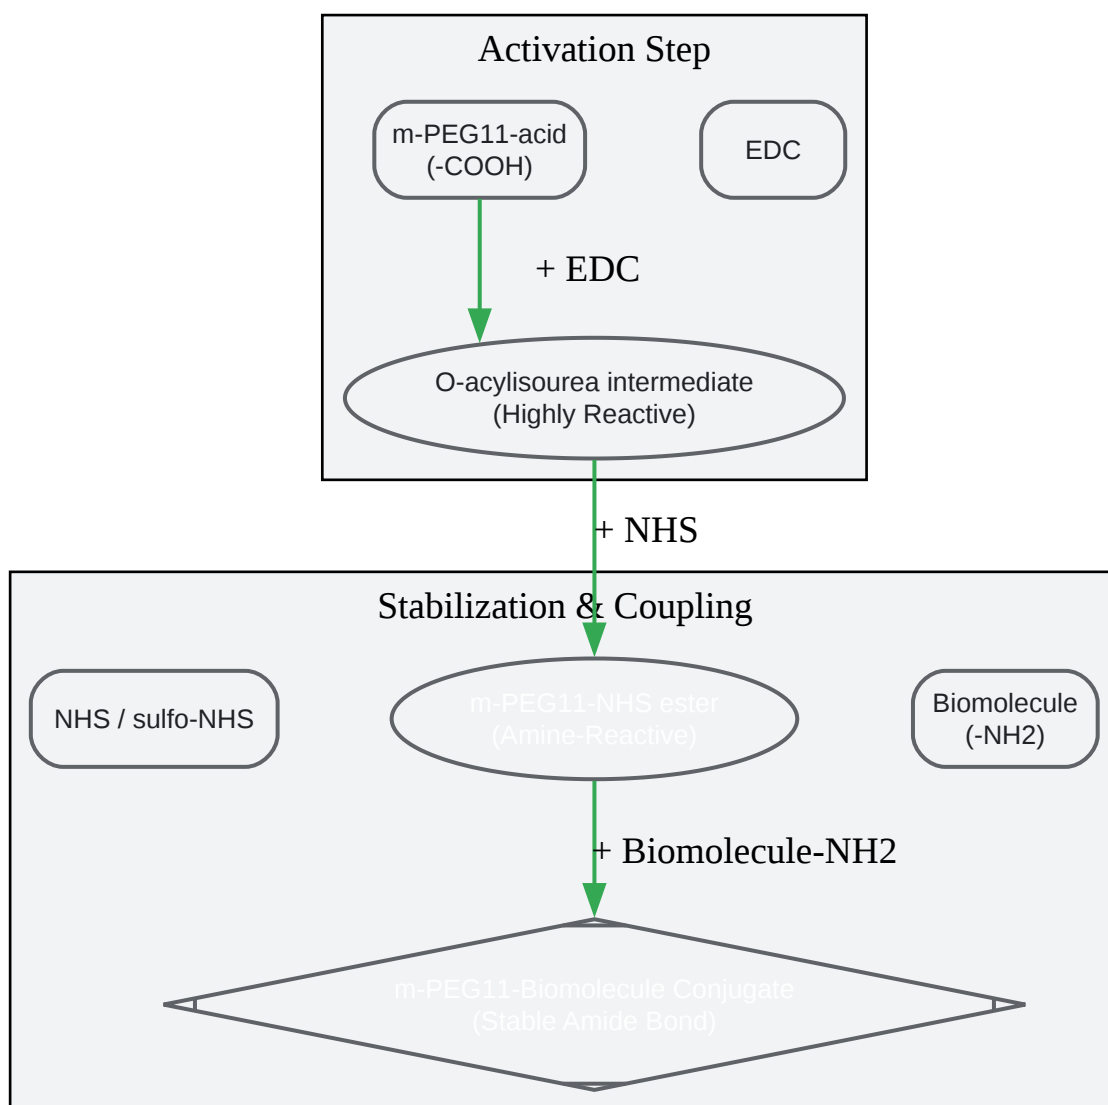 Activation Step
m-PEG11-acid
(-COOH)
EDC
+ EDC
O-acylisourea intermediate
(Highly Reactive)
+ NHS
Stabilization & Coupling
NHS / sulfo-NHS
m-PEG11-NHS ester
(Amine-Reactive)
Biomolecule
(-NH2)
+ Biomolecule-NH2
m-PEG11-Biomolecule Conjugate
(Stable Amide Bond)